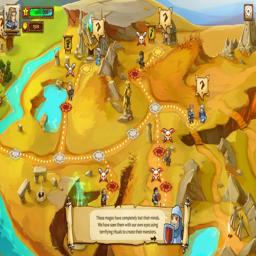 These magos have completely lost their minds.
We have seen them with our own eyes using
terrifying rituals to create their monsters.
?
?
?